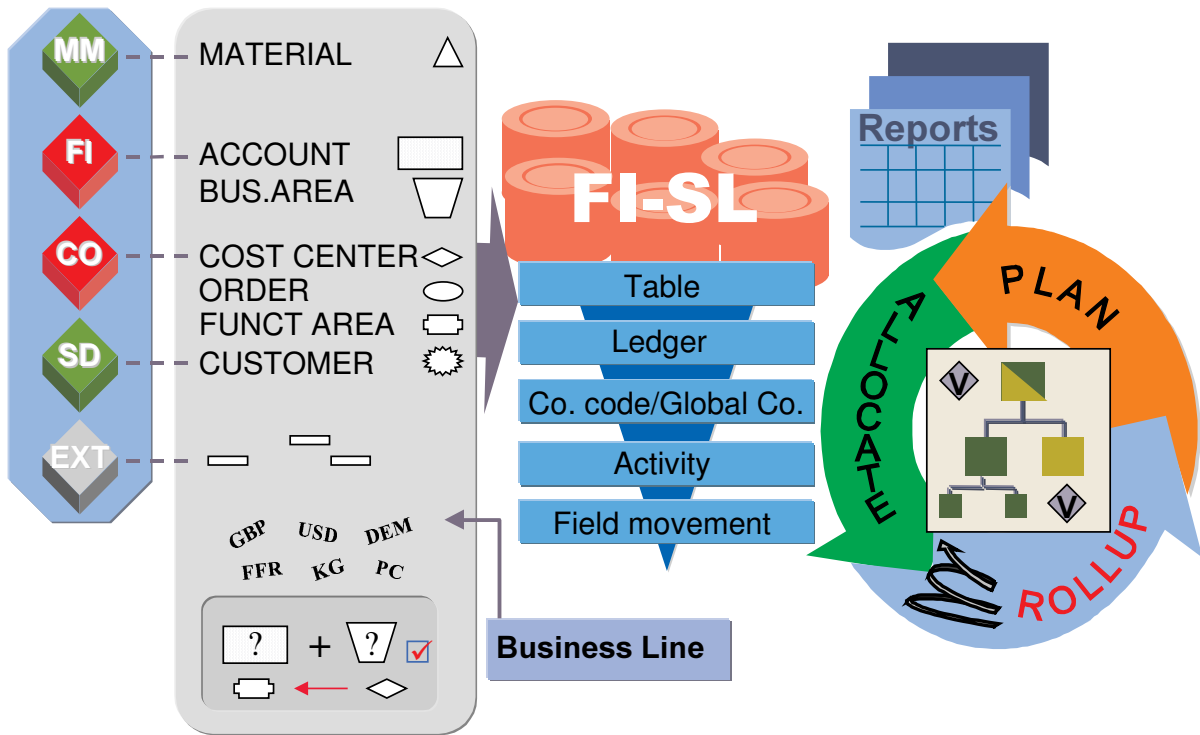 MM
MATERIAL
FI
ACCOUNT
BUS.AREA
CO
COST CENTER
ORDER
FUNCT AREA
SD
CUSTOMER
EXT
GBP USD DEM
FFR KG PC
? + ?
Business Line
FI-SL
Table
Ledger
Co. code/Global Co.
Activity
Field movement
Reports
PLAN
ALLOCATE
V
V
ROLLUP